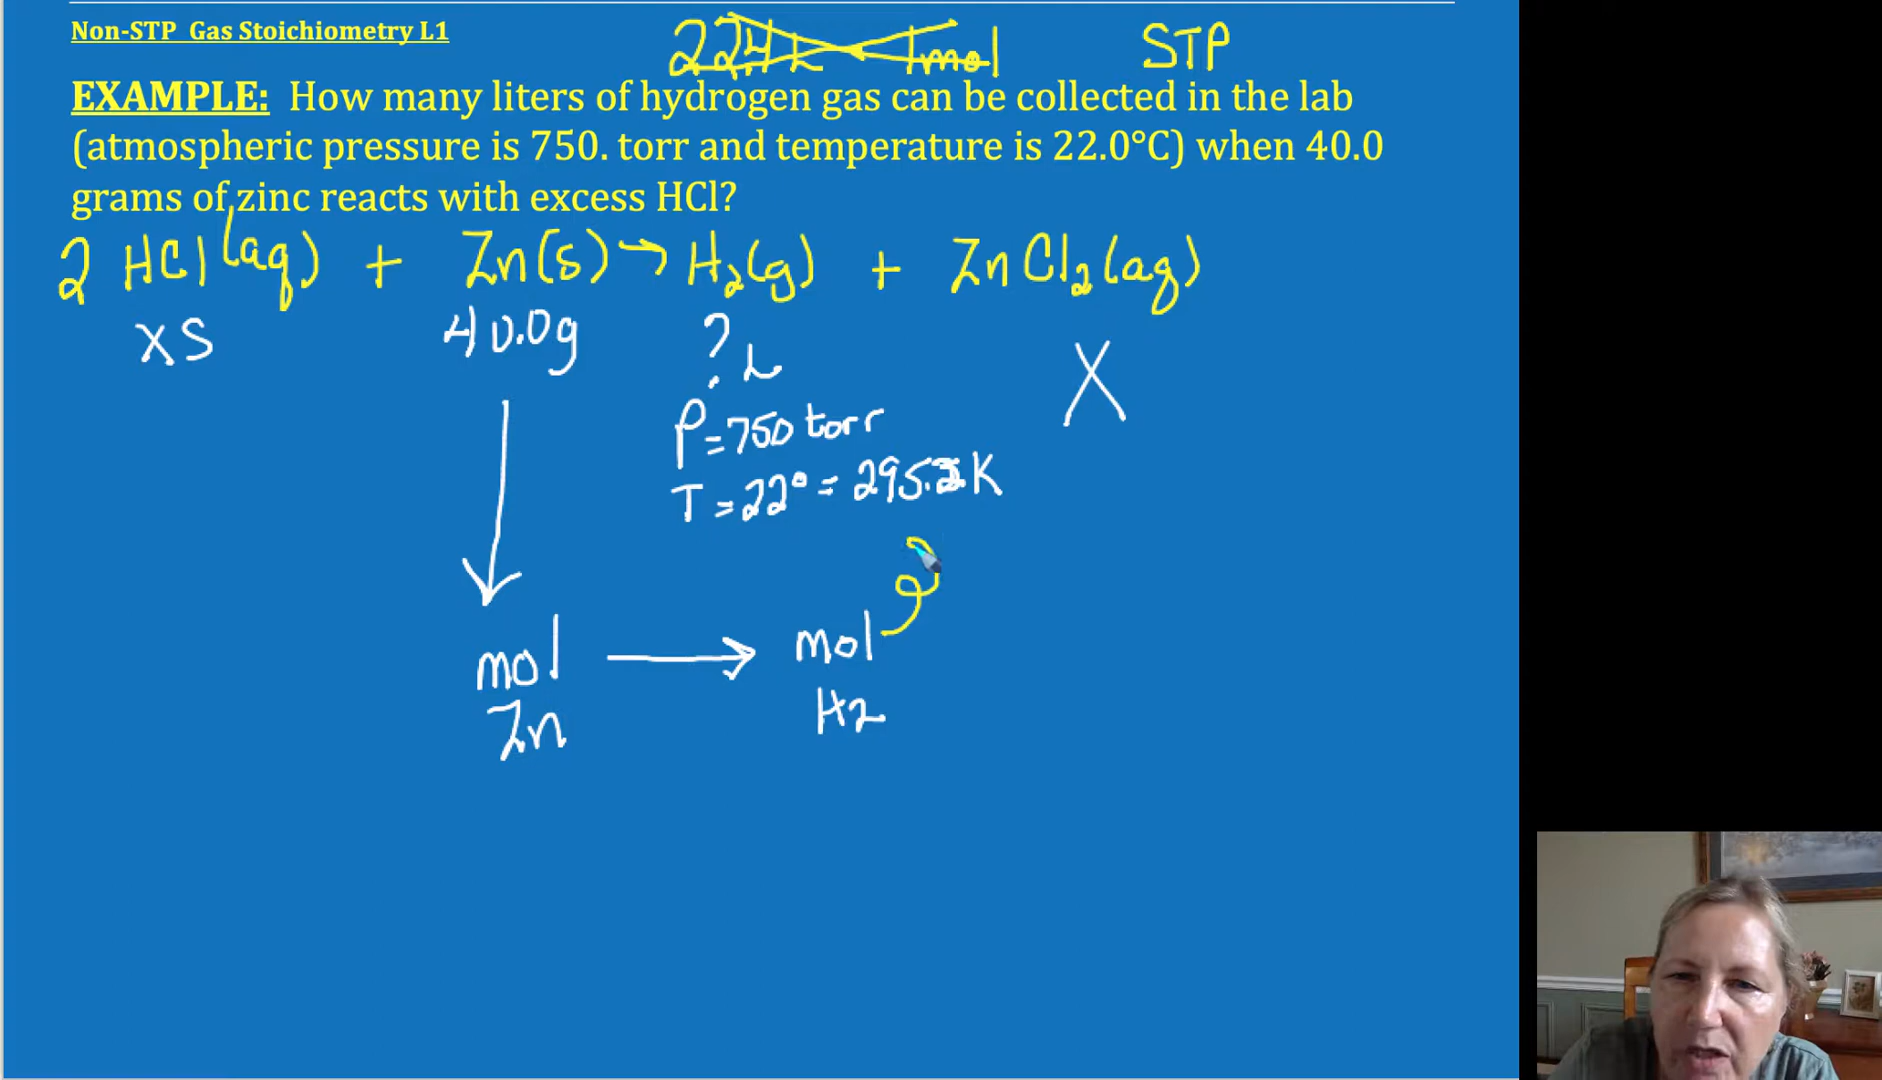 Non-STP Gas Stoichiometry L1
22.4 L 1mol STP
EXAMPLE: How many liters of hydrogen gas can be collected in the lab
(atmospheric pressure is 750. torr and temperature is 22.0°C) when 40.0
grams of zinc reacts with excess HCl?
2 HCl(aq) + Zn(s) → H₂(g) + ZnCl₂(aq)
XS 40.0g ? L X
P = 750 torr
T = 22° = 295.2 K
mol → mol
Zn H2